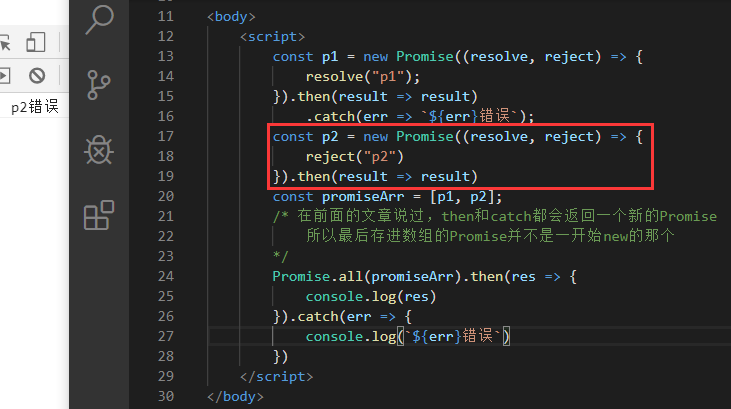 p2错误
11 <body>
12 <script>
13 const p1 = new Promise((resolve, reject) => {
14 resolve("p1");
15 }).then(result => result)
16 .catch(err => `${err}错误`);
17 const p2 = new Promise((resolve, reject) => {
18 reject("p2")
19 }).then(result => result)
20 const promiseArr = [p1, p2];
21 /* 在前面的文章说过，then和catch都会返回一个新的Promise
22 所以最后存进数组的Promise并不是一开始new的那个
23 */
24 Promise.all(promiseArr).then(res => {
25 console.log(res)
26 }).catch(err => {
27 console.log(`${err}错误`)
28 })
29 </script>
30 </body>